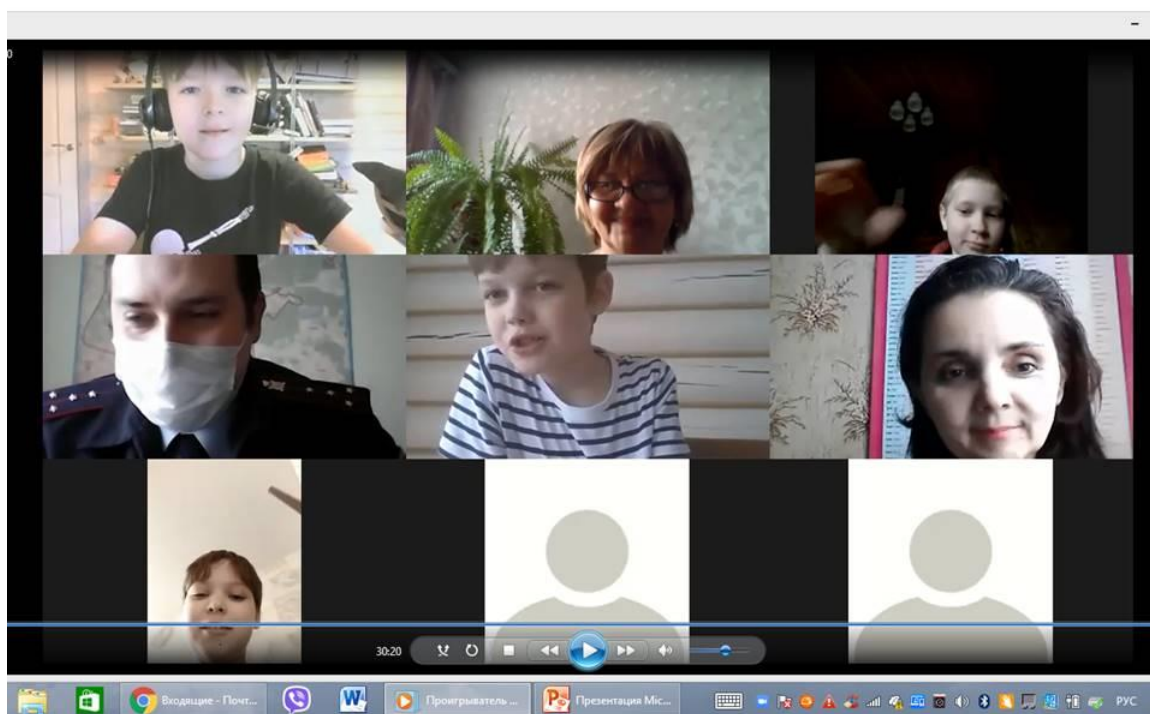 30:20
Входящие - Почт...
Проигрыватель ...
Презентация Mic...
РУС